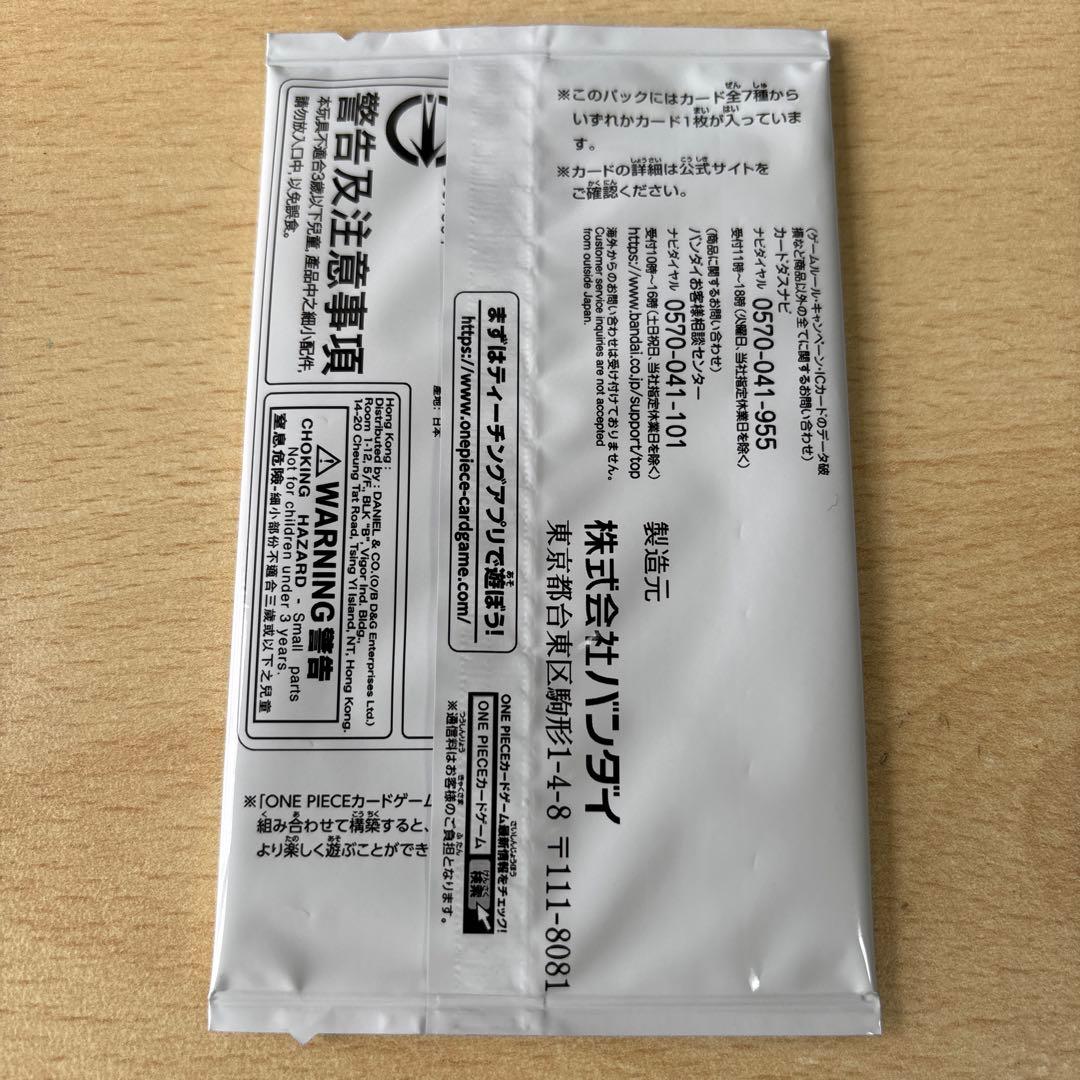 ※このパックにはカード全7種から
いずれかカード1枚が入っていま
す。
※カードの詳細は公式サイトを
ご確認ください。
(ゲームルール・キャンペーン・ICカードのデータ破
損など商品以外の全てに関するお問い合わせ)
カードダスナビ
ナビダイヤル 0570-041-955
受付11時~18時(火曜日、当社指定休業日を除く)
(商品に関するお問い合わせ)
バンダイお客様相談センター
ナビダイヤル 0570-041-101
受付10時~16時(土日祝日、当社指定休業日を除く)
https://www.bandai.co.jp/support/top
海外からのお問い合わせは受け付けておりません。
Customer service inquiries are not accepted
from outside Japan.
製造元
株式会社バンダイ
東京都台東区駒形1-4-8 〒111-8081
まずはティーチングアプリで遊ぼう!
https://www.onepiece-cardgame.com/
ONE PIECEカードゲーム最新情報をチェック!
ONE PIECEカードゲーム 検索
※通信料はお客様のご負担となります。
警告及注意事項
本玩具不適合3歲以下兒童,產品中之細小配件,
請勿放入口中,以免誤食。
産地: 日本
Hong Kong :
Distributed by : DANIEL & CO.(O/B D&G Enterprises Ltd.)
Room 1-12, 5/F., BLK "B", Vigor Ind. Bldg.,
14-20 Cheung Tat Road, Tsing Yi Island, NT, Hong Kong.
⚠WARNING 警告
CHOKING HAZARD - Small parts
Not for children under 3 years.
窒息危險-細小部份不適合三歲或以下之兒童
※「ONE PIECEカードゲーム
組み合わせて構築すると、
より楽しく遊ぶことができ